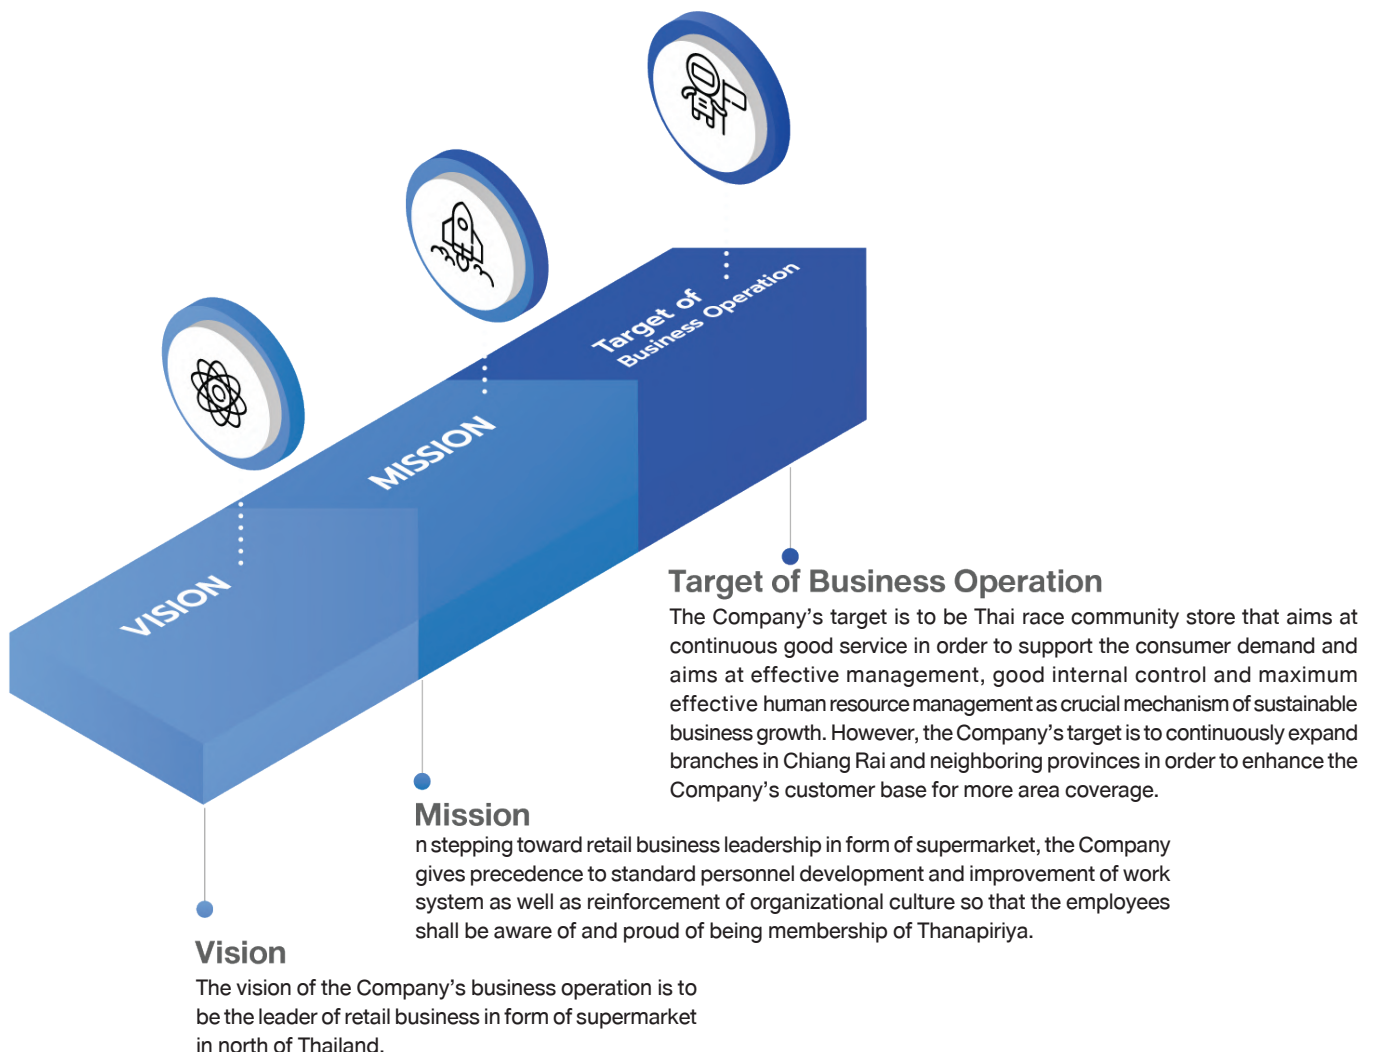 Target of
Business Operation
MISSION
VISION
Target of Business Operation
The Company's target is to be Thai race community store that aims at
continuous good service in order to support the consumer demand and
aims at effective management, good internal control and maximum
effective human resource management as crucial mechanism of sustainable
business growth. However, the Company's target is to continuously expand
branches in Chiang Rai and neighboring provinces in order to enhance the
Company's customer base for more area coverage.
Mission
n stepping toward retail business leadership in form of supermarket, the Company
gives precedence to standard personnel development and improvement of work
system as well as reinforcement of organizational culture so that the employees
shall be aware of and proud of being membership of Thanapiriya.
Vision
The vision of the Company's business operation is to
be the leader of retail business in form of supermarket
in north of Thailand.